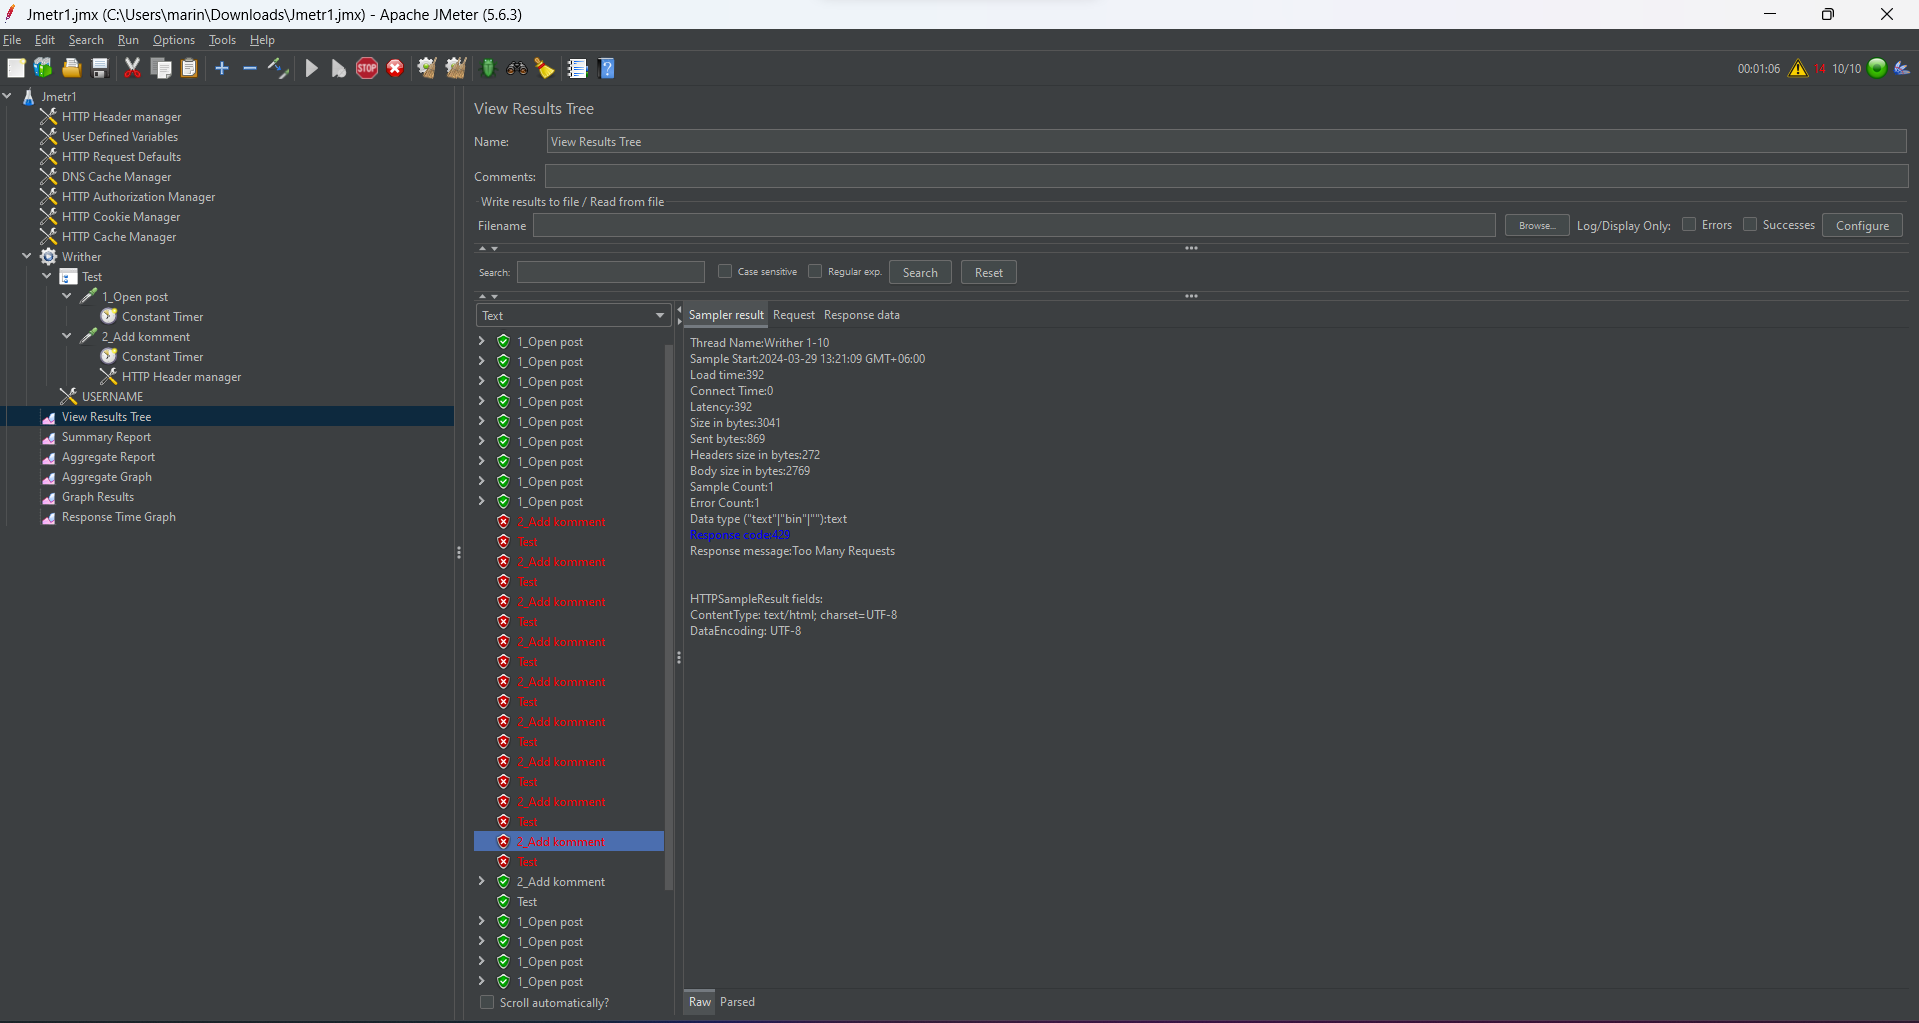 Jmetr1.jmx (C:\Users\marin\Downloads\Jmetr1.jmx) - Apache JMeter (5.6.3)
File Edit Search Run Options Tools Help
STOP
00:01:06 14 10/10
Jmetr1
HTTP Header manager
User Defined Variables
HTTP Request Defaults
DNS Cache Manager
HTTP Authorization Manager
HTTP Cookie Manager
HTTP Cache Manager
Writher
Test
1_Open post
Constant Timer
2_Add komment
Constant Timer
HTTP Header manager
USERNAME
View Results Tree
Summary Report
Aggregate Report
Aggregate Graph
Graph Results
Response Time Graph
View Results Tree
Name: View Results Tree
Comments:
Write results to file / Read from file
Filename Browse... Log/Display Only: Errors Successes Configure
Search: Case sensitive Regular exp. Search Reset
Text
1_Open post
1_Open post
1_Open post
1_Open post
1_Open post
1_Open post
1_Open post
1_Open post
1_Open post
2_Add komment
Test
2_Add komment
Test
2_Add komment
Test
2_Add komment
Test
2_Add komment
Test
2_Add komment
Test
2_Add komment
Test
2_Add komment
Test
2_Add komment
Test
2_Add komment
Test
1_Open post
1_Open post
1_Open post
1_Open post
Scroll automatically?
Sampler result Request Response data
Thread Name:Writher 1-10
Sample Start:2024-03-29 13:21:09 GMT+06:00
Load time:392
Connect Time:0
Latency:392
Size in bytes:3041
Sent bytes:869
Headers size in bytes:272
Body size in bytes:2769
Sample Count:1
Error Count:1
Data type ("text"|"bin"|""):text
Response code:429
Response message:Too Many Requests
HTTPSampleResult fields:
ContentType: text/html; charset=UTF-8
DataEncoding: UTF-8
Raw Parsed